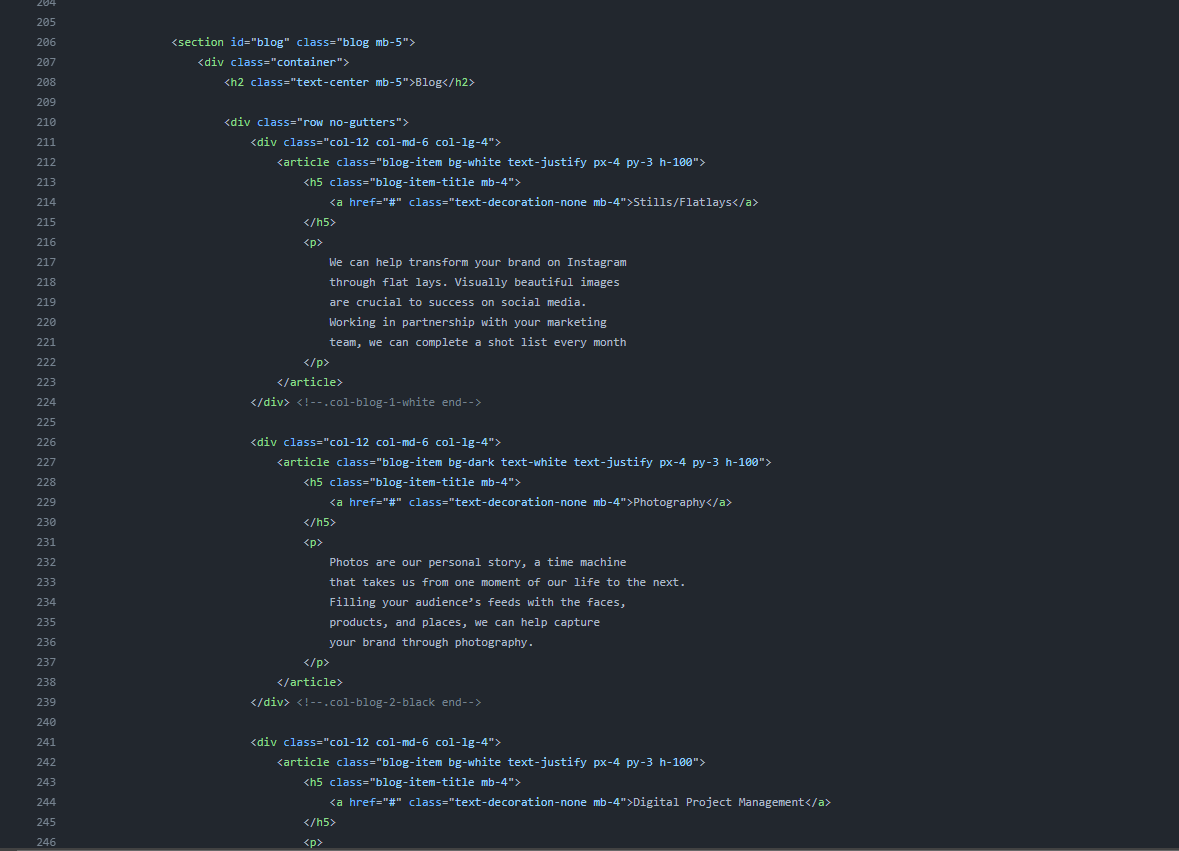 204
205
206 <section id="blog" class="blog mb-5">
207 <div class="container">
208 <h2 class="text-center mb-5">Blog</h2>
209
210 <div class="row no-gutters">
211 <div class="col-12 col-md-6 col-lg-4">
212 <article class="blog-item bg-white text-justify px-4 py-3 h-100">
213 <h5 class="blog-item-title mb-4">
214 <a href="#" class="text-decoration-none mb-4">Stills/Flatlays</a>
215 </h5>
216 <p>
217 We can help transform your brand on Instagram
218 through flat lays. Visually beautiful images
219 are crucial to success on social media.
220 Working in partnership with your marketing
221 team, we can complete a shot list every month
222 </p>
223 </article>
224 </div> <!--.col-blog-1-white end-->
225
226 <div class="col-12 col-md-6 col-lg-4">
227 <article class="blog-item bg-dark text-white text-justify px-4 py-3 h-100">
228 <h5 class="blog-item-title mb-4">
229 <a href="#" class="text-decoration-none mb-4">Photography</a>
230 </h5>
231 <p>
232 Photos are our personal story, a time machine
233 that takes us from one moment of our life to the next.
234 Filling your audience’s feeds with the faces,
235 products, and places, we can help capture
236 your brand through photography.
237 </p>
238 </article>
239 </div> <!--.col-blog-2-black end-->
240
241 <div class="col-12 col-md-6 col-lg-4">
242 <article class="blog-item bg-white text-justify px-4 py-3 h-100">
243 <h5 class="blog-item-title mb-4">
244 <a href="#" class="text-decoration-none mb-4">Digital Project Management</a>
245 </h5>
246 <p>